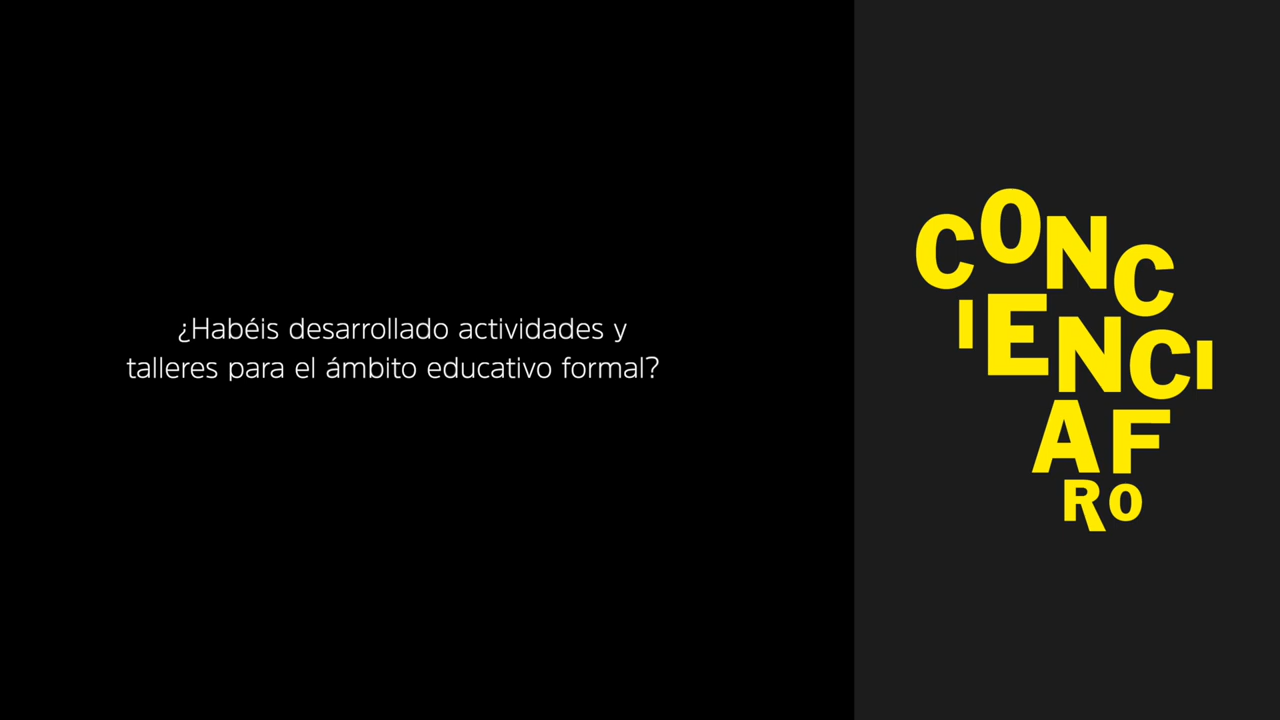 ¿Habéis desarrollado actividades y
talleres para el ámbito educativo formal?
CONC
IENCI
AF
RO